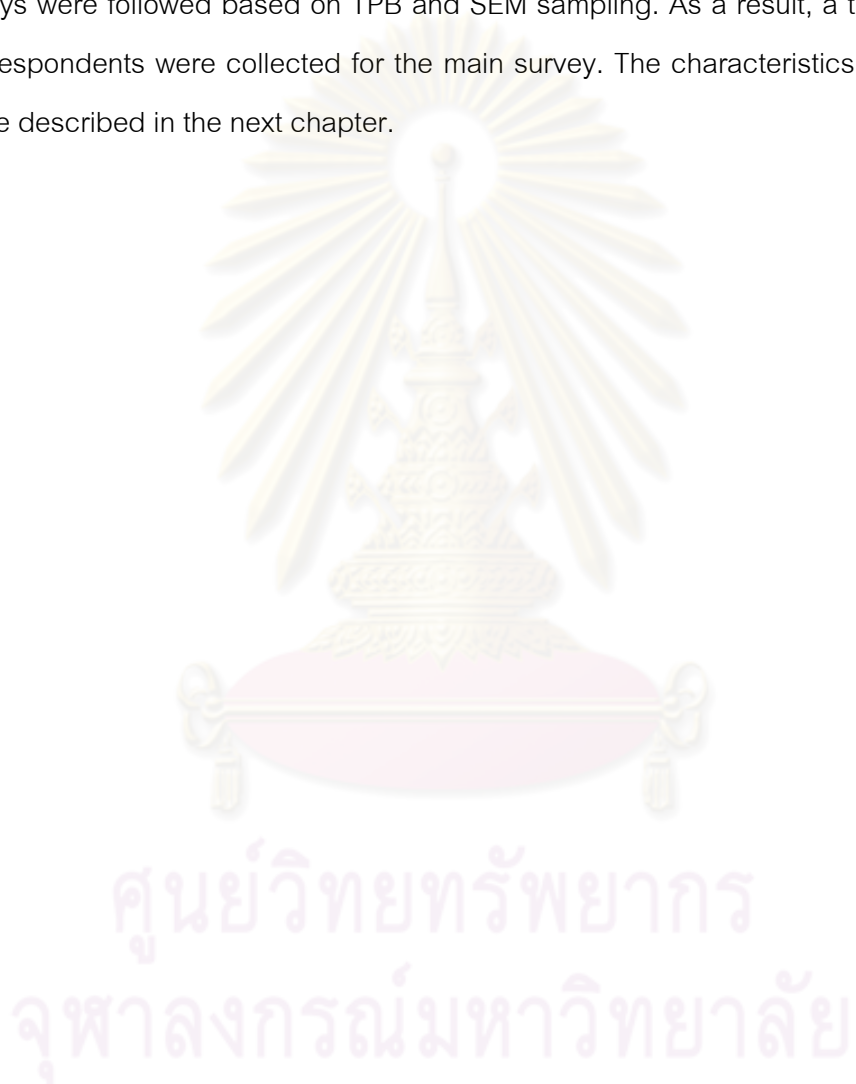 ys were followed based on TPB and SEM sampling. As a result, a t
espondents were collected for the main survey. The characteristics
e described in the next chapter.
ศูนย์วิทยทรัพยากร
จุฬาลงกรณ์มหาวิทยาลัย